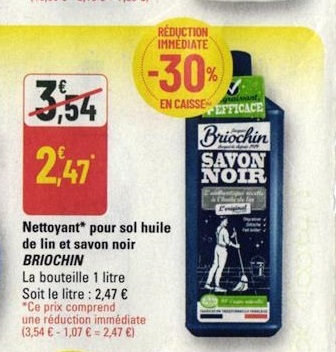 RÉDUCTION
IMMÉDIATE
-30%
EN CAISSE
3,54
€
2,47*
EFFICACE
Briochin
SAVON
NOIR
L'original
Nettoyant* pour sol huile
de lin et savon noir
BRIOCHIN
La bouteille 1 litre
Soit le litre : 2,47 €
*Ce prix comprend
une réduction immédiate
(3,54 € - 1,07 € = 2,47 €)